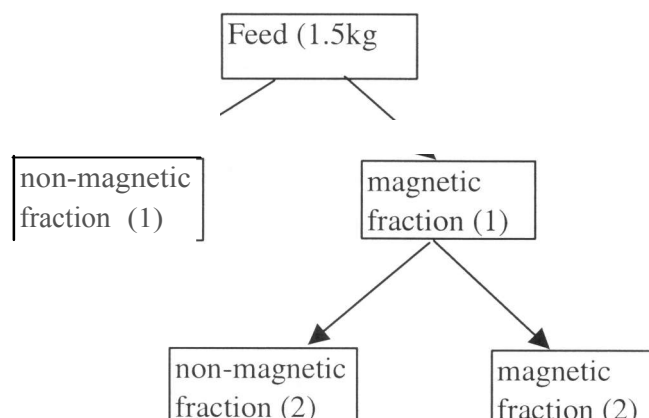 Feed (1.5kg
non-magnetic
fraction (1)
magnetic
fraction (1)
non-magnetic
fraction (2)
magnetic
fraction (2)